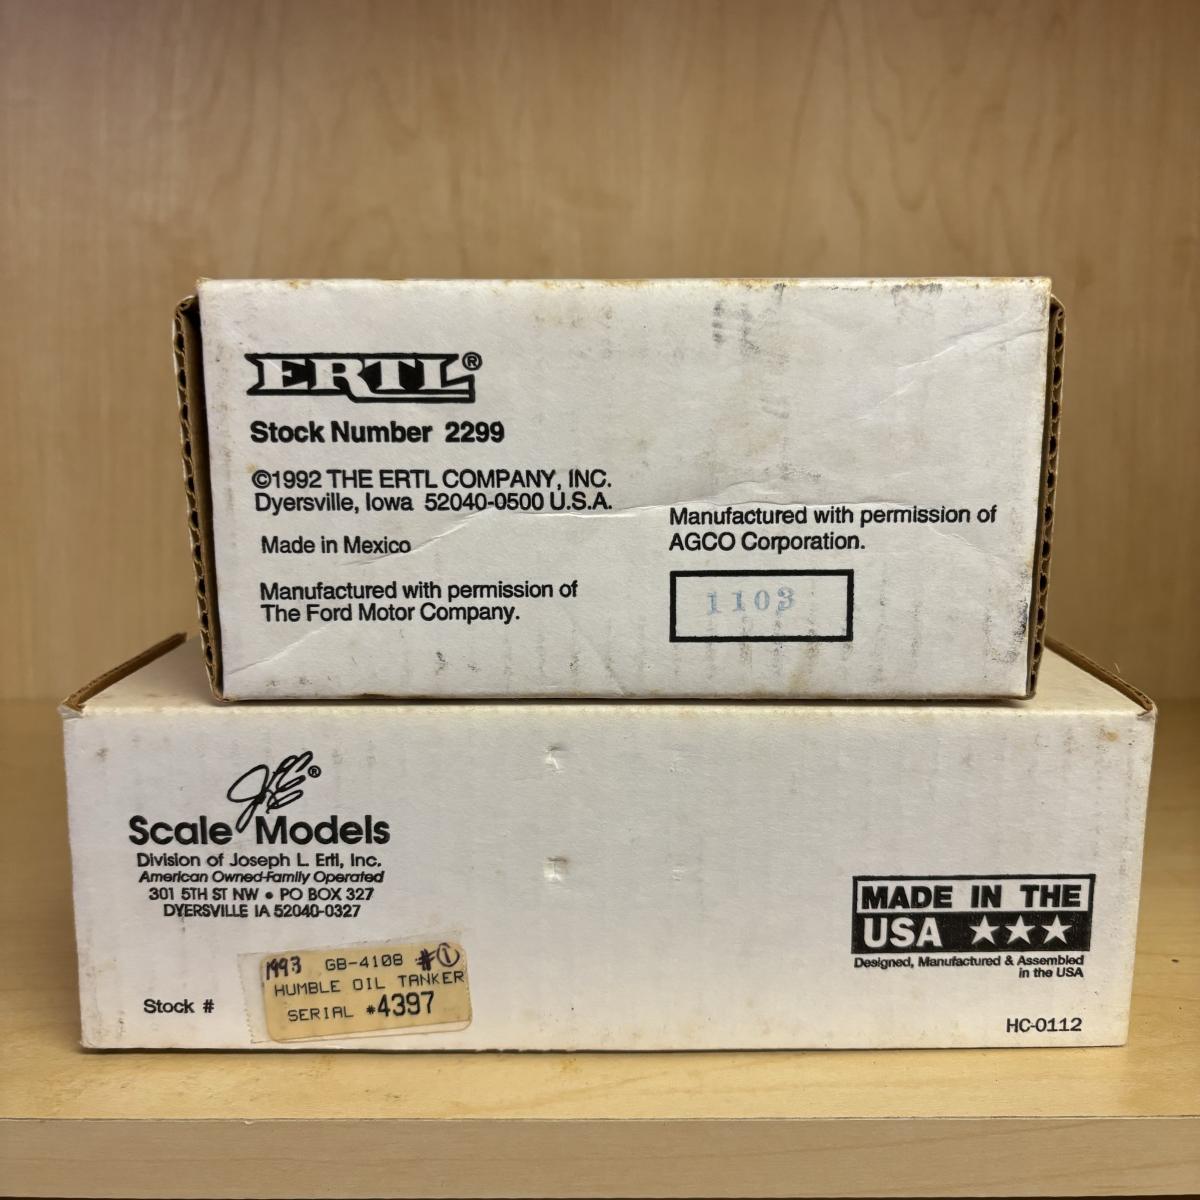 ERTL®
Stock Number 2299
©1992 THE ERTL COMPANY, INC.
Dyersville, Iowa 52040-0500 U.S.A.
Made in Mexico
Manufactured with permission of
The Ford Motor Company.
Manufactured with permission of
AGCO Corporation.
1103
JLE®
Scale Models
Division of Joseph L. Ertl, Inc.
American Owned-Family Operated
301 5TH ST NW • PO BOX 327
DYERSVILLE IA 52040-0327
1993 GB-4108 #1
HUMBLE OIL TANKER
SERIAL #4397
Stock #
MADE IN THE
USA ★★★
Designed, Manufactured & Assembled
in the USA
HC-0112